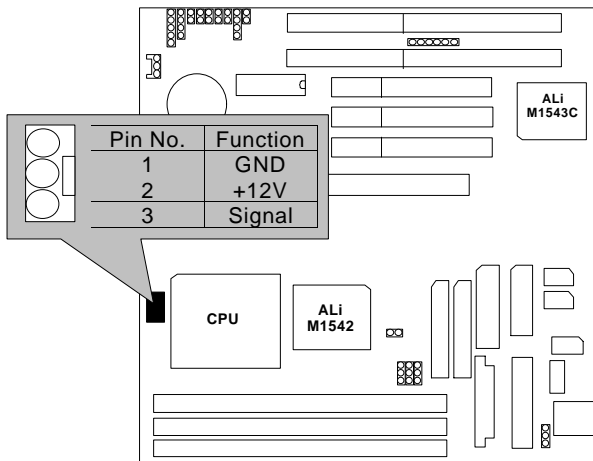 ALi
M1543C
Pin No. Function
1 GND
2 +12V
3 Signal
CPU
ALi
M1542